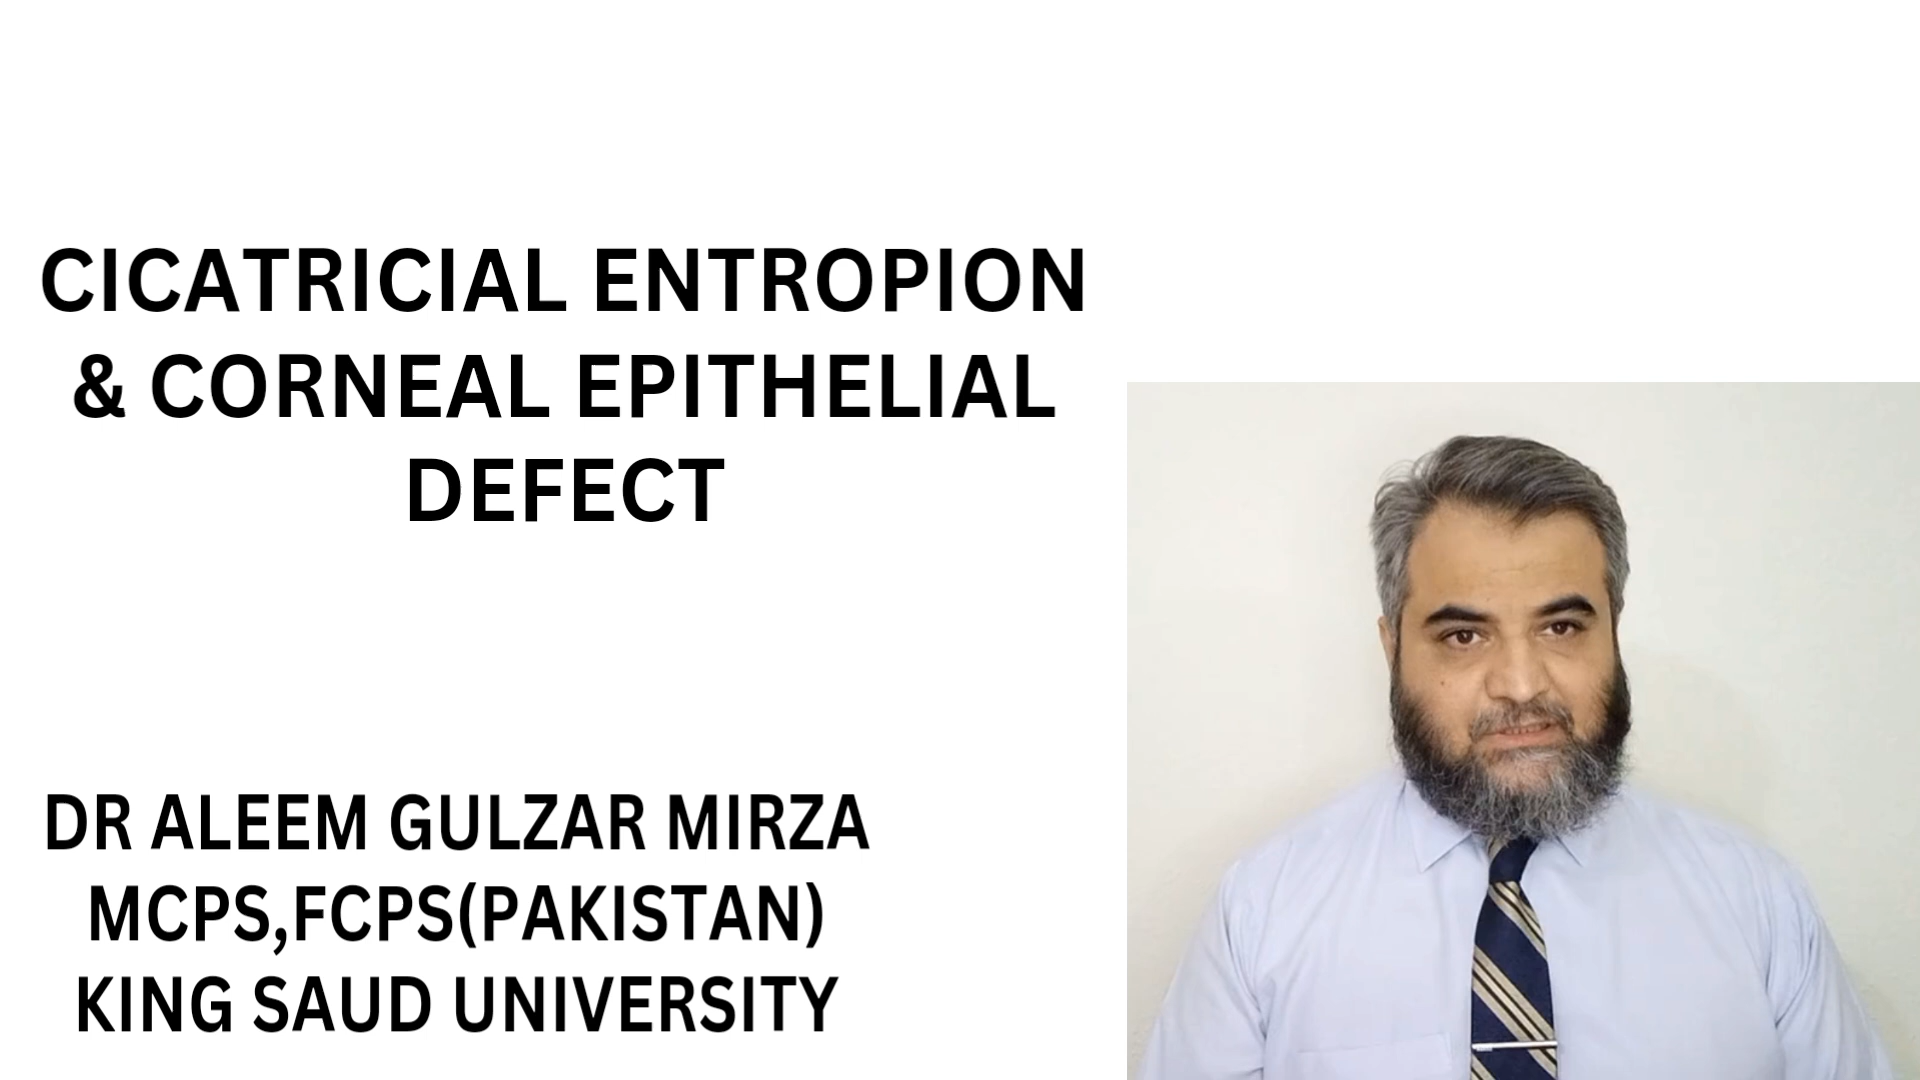 CICATRICIAL ENTROPION
& CORNEAL EPITHELIAL
DEFECT
DR ALEEM GULZAR MIRZA
MCPS,FCPS(PAKISTAN)
KING SAUD UNIVERSITY